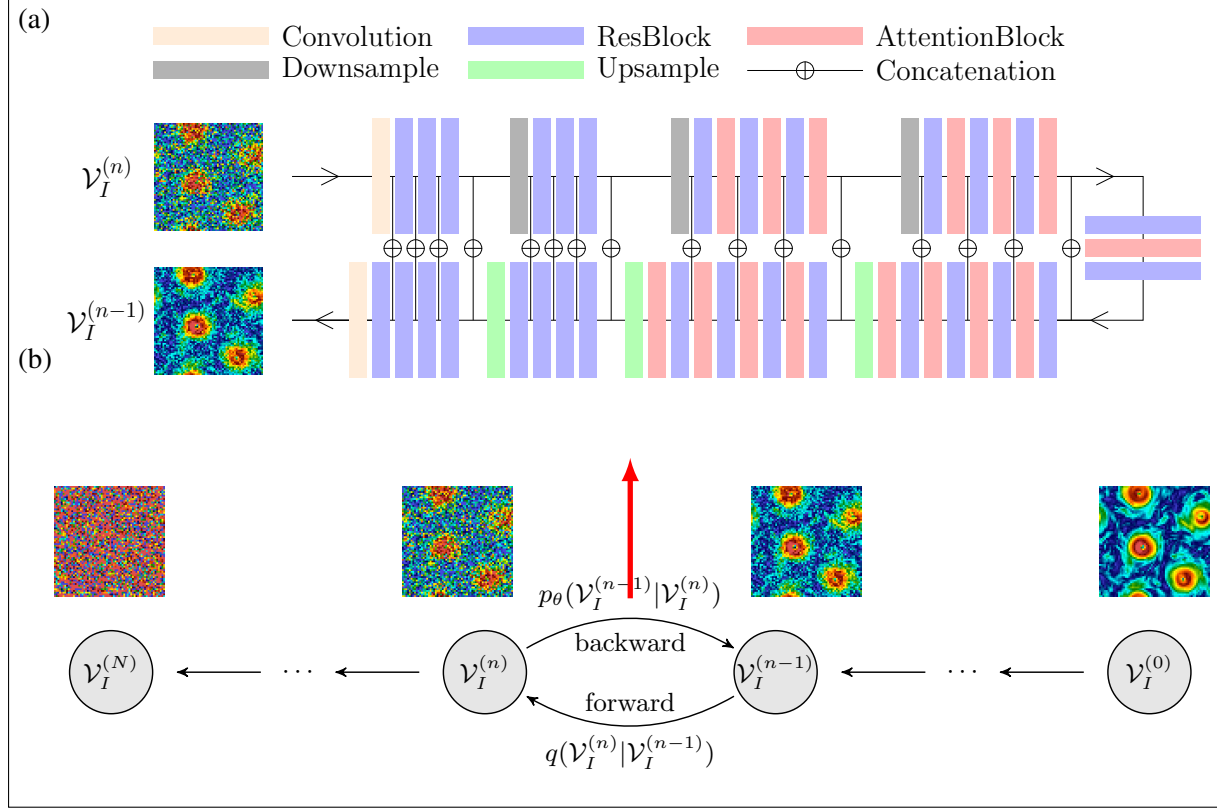 (a)
Convolution ResBlock AttentionBlock
Downsample Upsample Concatenation
𝒱_I^{(n)}
𝒱_I^{(n−1)}
(b)
p_θ(𝒱_I^{(n−1)}|𝒱_I^{(n)})
backward
𝒱_I^{(N)} ··· 𝒱_I^{(n)} 𝒱_I^{(n−1)} ··· 𝒱_I^{(0)}
forward
q(𝒱_I^{(n)}|𝒱_I^{(n−1)})